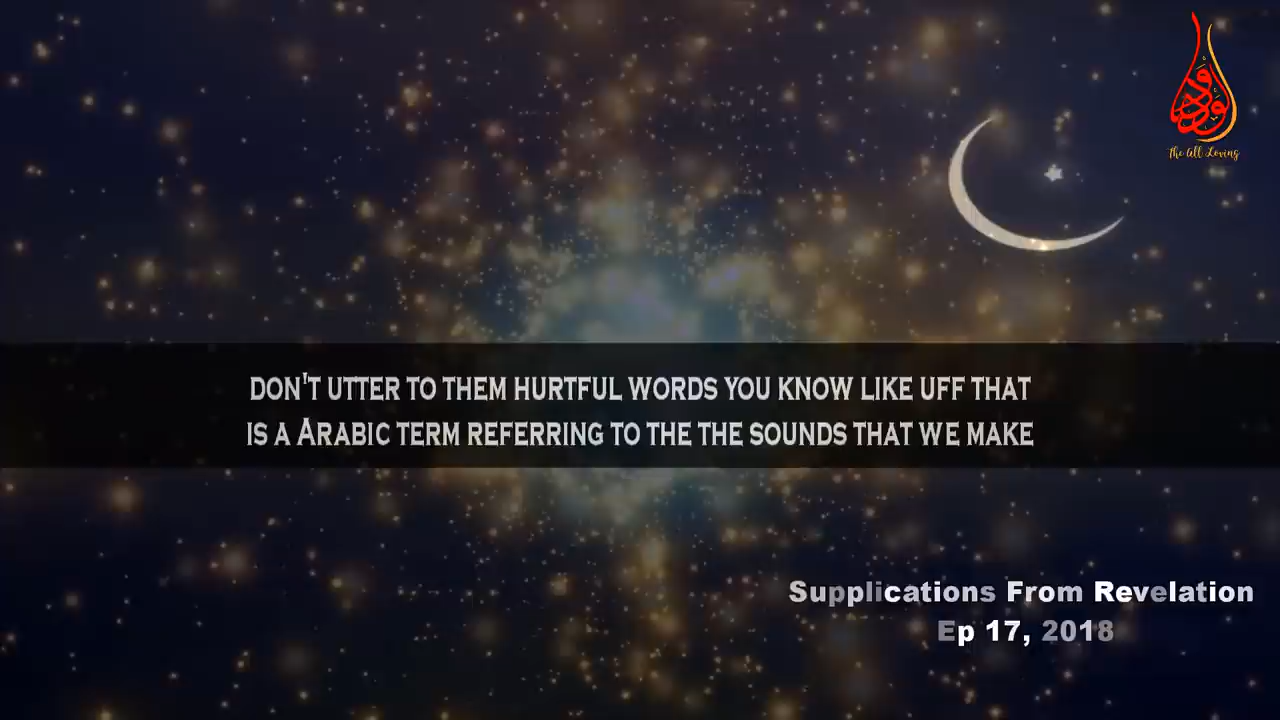 الودود
The All Loving
DON'T UTTER TO THEM HURTFUL WORDS YOU KNOW LIKE UFF THAT
IS A ARABIC TERM REFERRING TO THE THE SOUNDS THAT WE MAKE
Supplications From Revelation
Ep 17, 2018